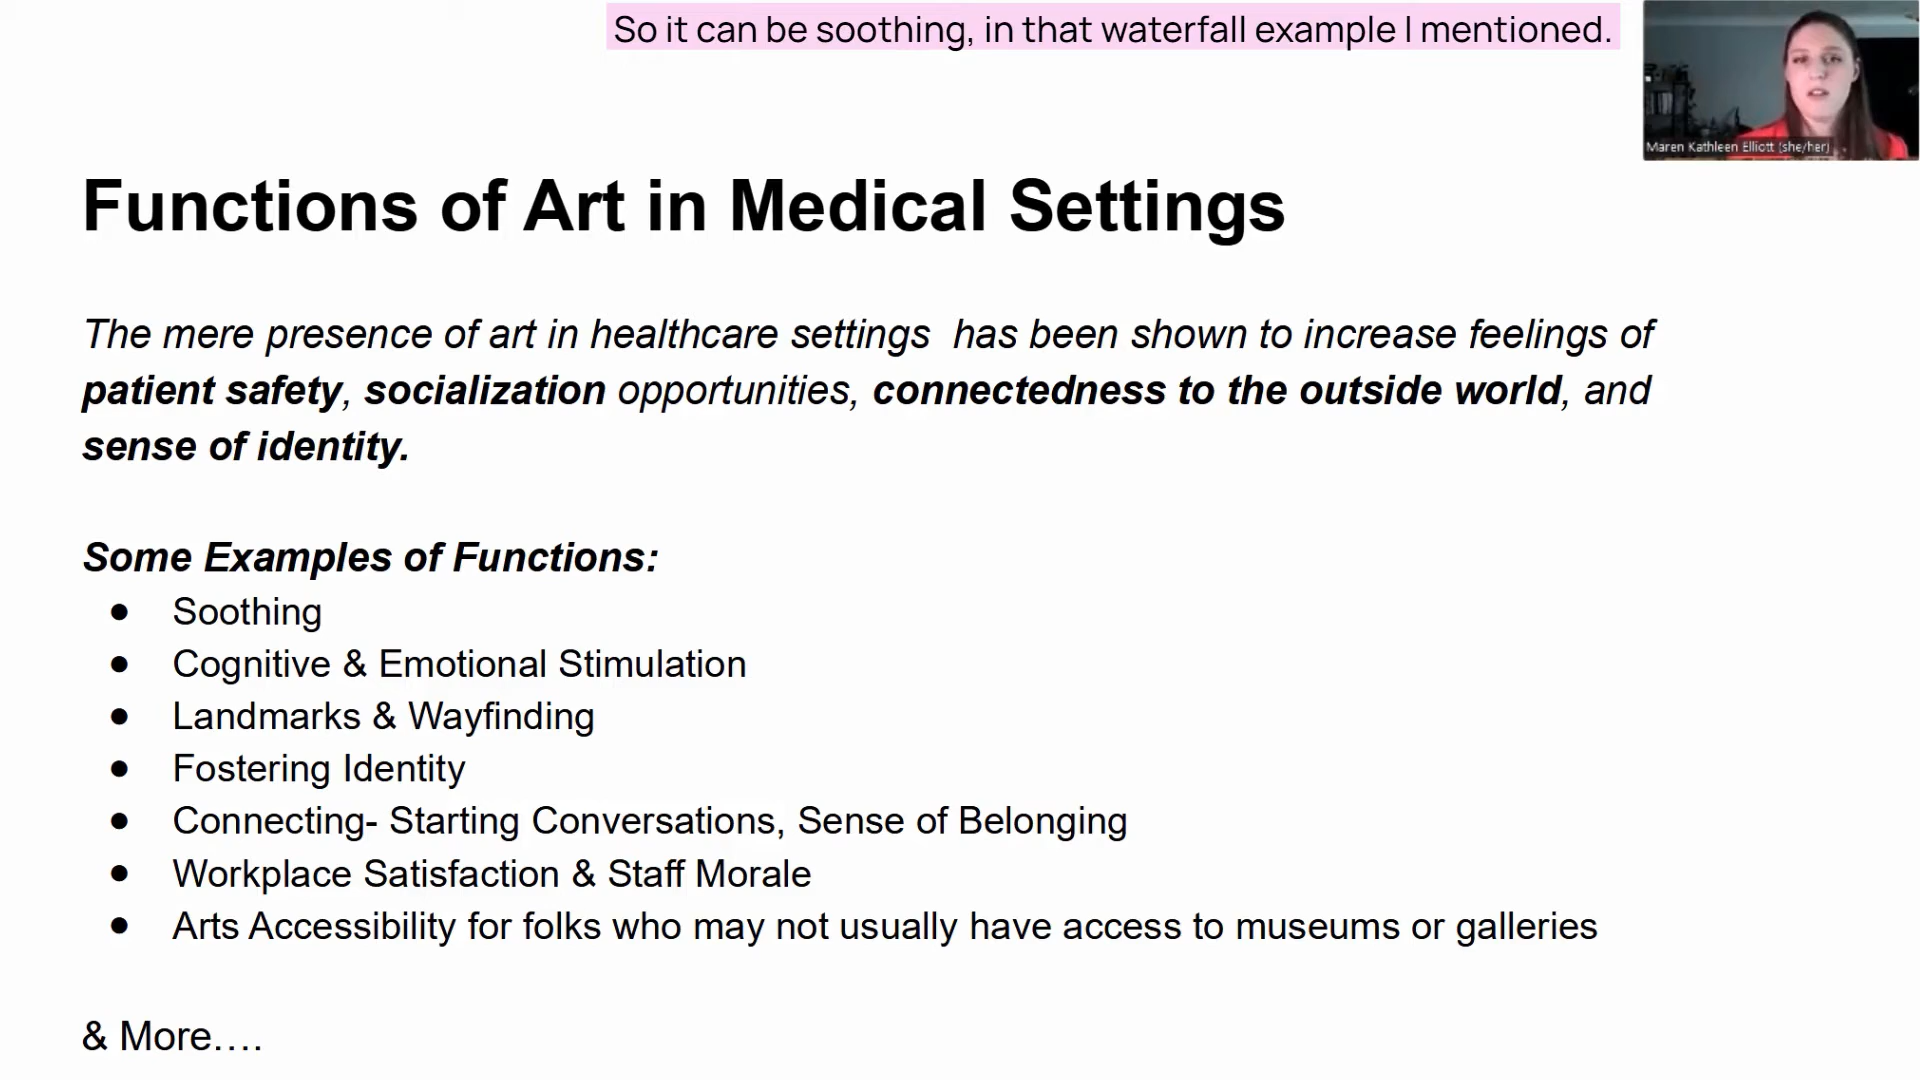 So it can be soothing, in that waterfall example I mentioned.
Maren Kathleen Elliott (she/her)
Functions of Art in Medical Settings
The mere presence of art in healthcare settings  has been shown to increase feelings of
patient safety, socialization opportunities, connectedness to the outside world, and
sense of identity.
Some Examples of Functions:
● Soothing
● Cognitive & Emotional Stimulation
● Landmarks & Wayfinding
● Fostering Identity
● Connecting- Starting Conversations, Sense of Belonging
● Workplace Satisfaction & Staff Morale
● Arts Accessibility for folks who may not usually have access to museums or galleries
& More....